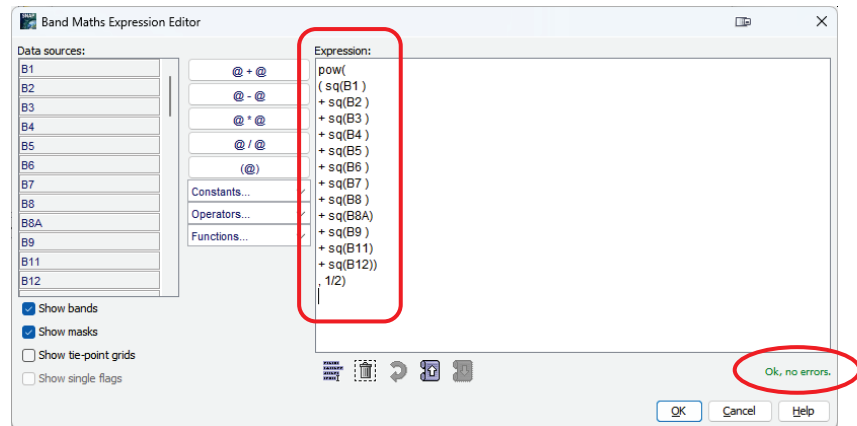 Band Maths Expression Editor
Data sources:
B1
B2
B3
B4
B5
B6
B7
B8
B8A
B9
B11
B12
@ + @
@ - @
@ * @
@ / @
(@)
Constants...
Operators...
Functions...
Expression:
pow(
( sq(B1 )
+ sq(B2 )
+ sq(B3 )
+ sq(B4 )
+ sq(B5 )
+ sq(B6 )
+ sq(B7 )
+ sq(B8 )
+ sq(B8A)
+ sq(B9 )
+ sq(B11)
+ sq(B12))
, 1/2)
Show bands
Show masks
Show tie-point grids
Show single flags
Ok, no errors.
OK
Cancel
Help